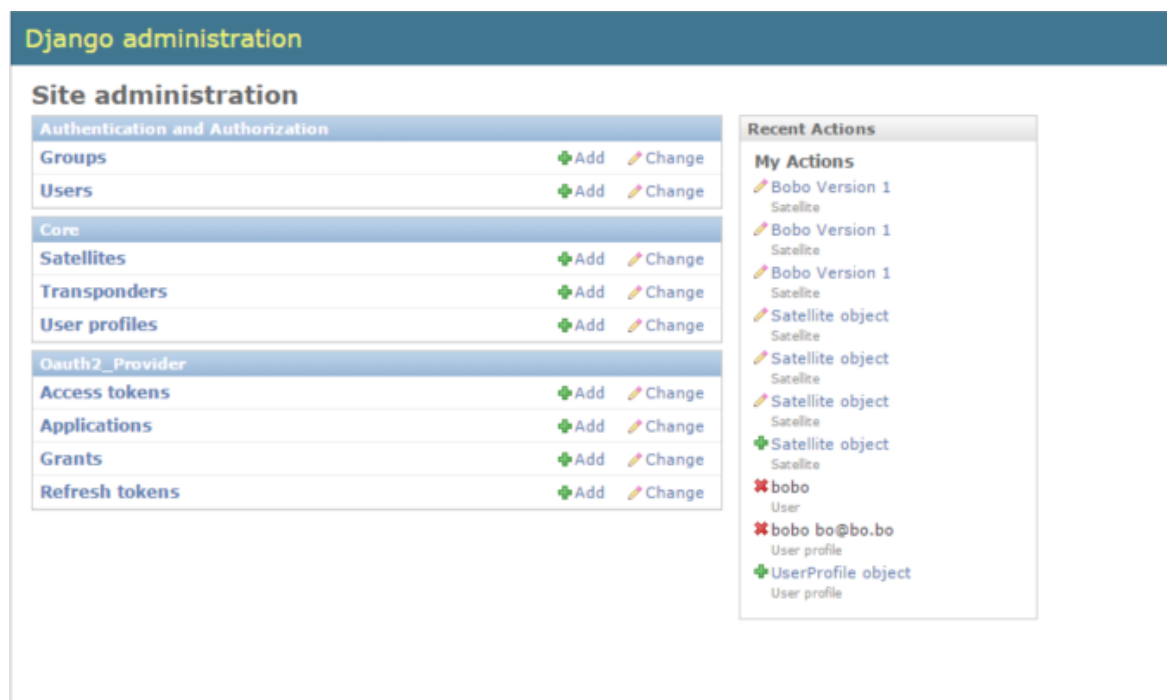 Django administration
Site administration
Authentication and Authorization
Groups Add Change
Users Add Change
Core
Satellites Add Change
Transponders Add Change
User profiles Add Change
Oauth2_Provider
Access tokens Add Change
Applications Add Change
Grants Add Change
Refresh tokens Add Change
Recent Actions
My Actions
Bobo Version 1
Satellite
Bobo Version 1
Satellite
Bobo Version 1
Satellite
Satellite object
Satellite
Satellite object
Satellite
Satellite object
Satellite
Satellite object
Satellite
bobo
User
bobo bo@bo.bo
User profile
UserProfile object
User profile